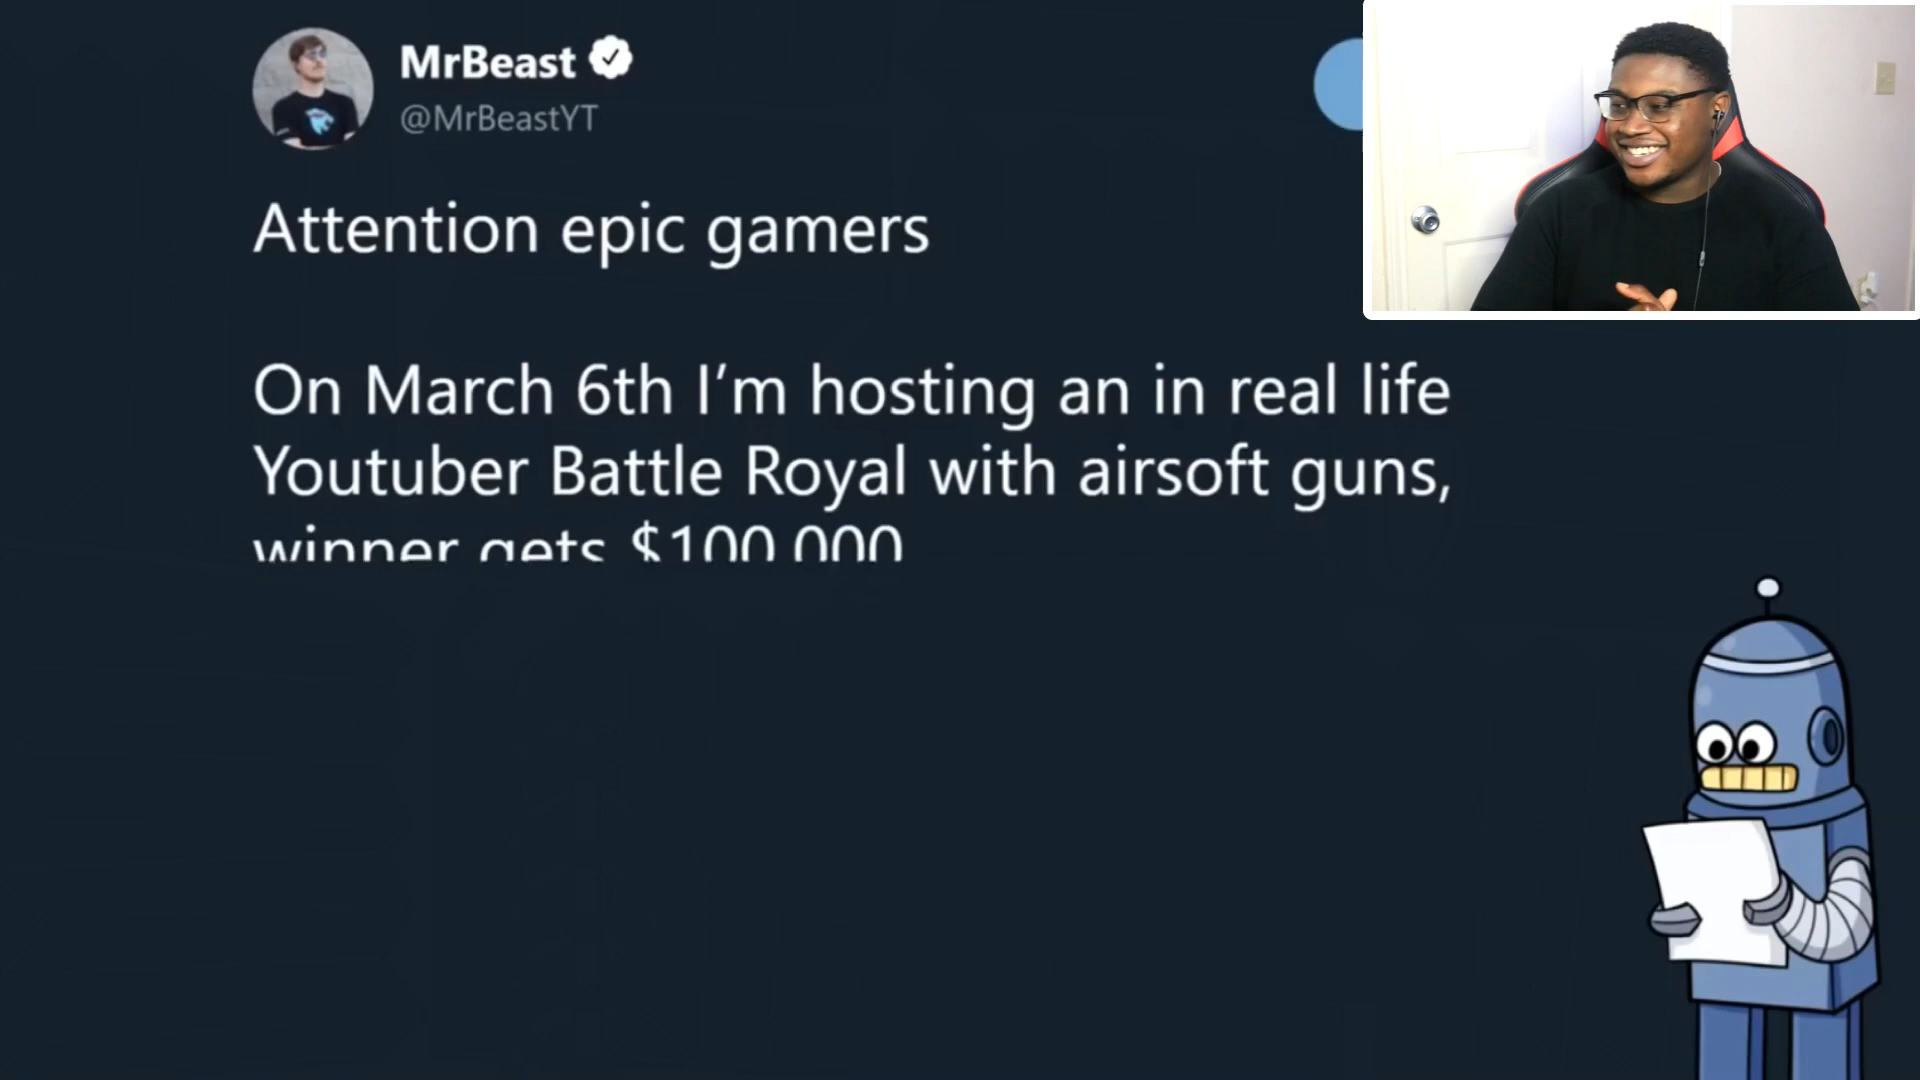 MrBeast
@MrBeastYT
Attention epic gamers
On March 6th I’m hosting an in real life
Youtuber Battle Royal with airsoft guns,
winner gets $100,000